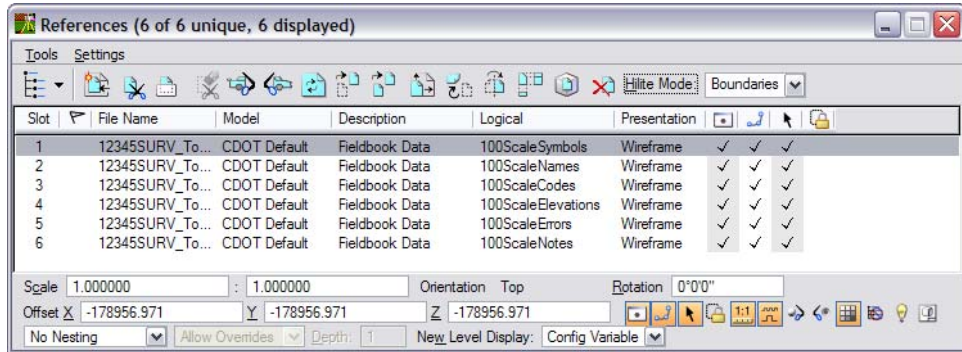 References (6 of 6 unique, 6 displayed)
Tools Settings
Hilite Mode: Boundaries
Slot File Name Model Description Logical Presentation
1 12345SURV_To... CDOT Default Fieldbook Data 100ScaleSymbols Wireframe
2 12345SURV_To... CDOT Default Fieldbook Data 100ScaleNames Wireframe
3 12345SURV_To... CDOT Default Fieldbook Data 100ScaleCodes Wireframe
4 12345SURV_To... CDOT Default Fieldbook Data 100ScaleElevations Wireframe
5 12345SURV_To... CDOT Default Fieldbook Data 100ScaleErrors Wireframe
6 12345SURV_To... CDOT Default Fieldbook Data 100ScaleNotes Wireframe
Scale 1.000000 : 1.000000 Orientation Top Rotation 0°0'0"
Offset X -178956.971 Y -178956.971 Z -178956.971 1:1
No Nesting Allow Overrides Depth: 1 New Level Display: Config Variable